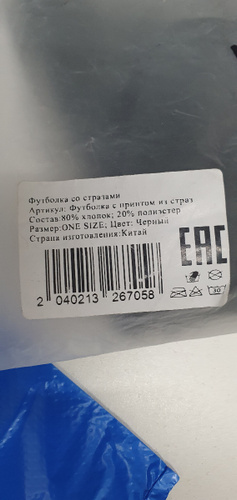 Футболка со стразами
Артикул: Футболка с принтом из страз
Состав:80% хлопок; 20% полиэстер
Размер:ONE SIZE; Цвет: Черный
Страна изготовления:Китай
EAC
2 040213 267058
30